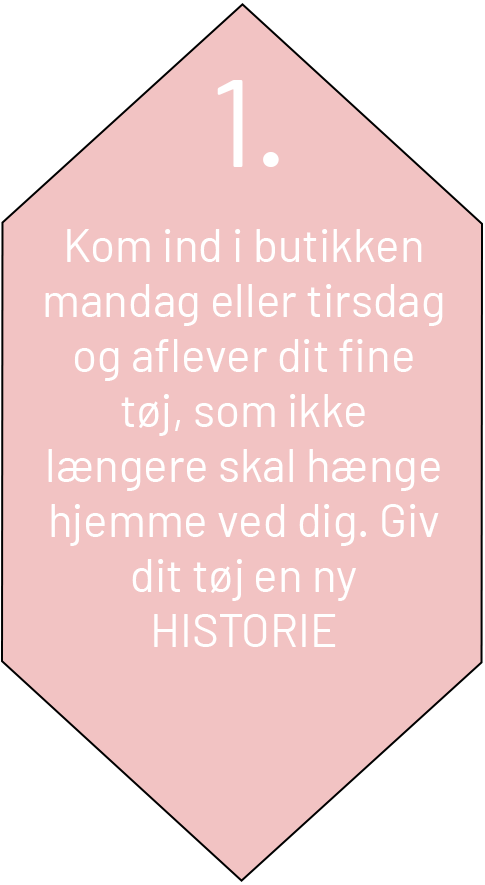 1.
Kom ind i butikken
mandag eller tirsdag
og aflever dit fine
tøj, som ikke
længere skal hænge
hjemme ved dig. Giv
dit tøj en ny
HISTORIE